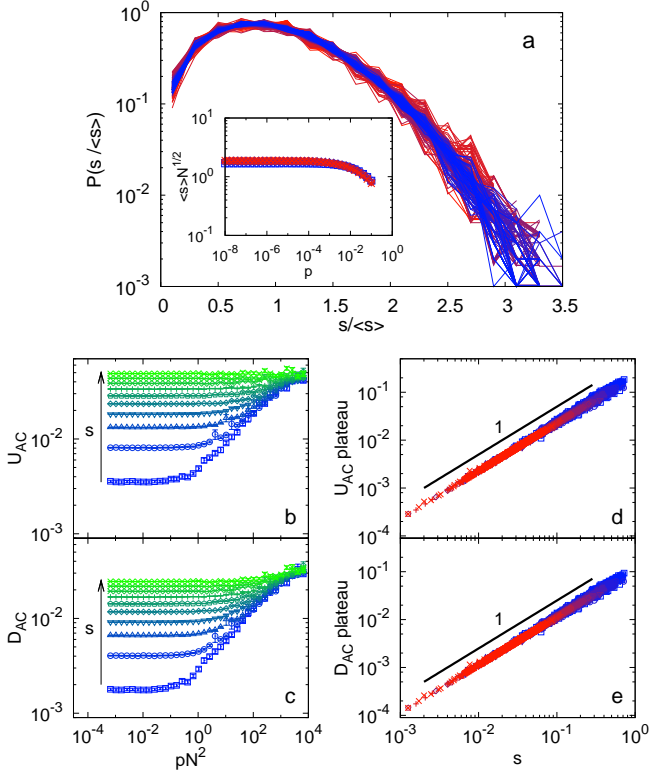 a
P(s /<s>)
10^0
10^-1
10^-2
10^-3
0
0.5
1
1.5
2
2.5
3
3.5
s/<s>
<s>N^1/2
10^1
10^0
10^-1
10^-8
10^-6
10^-4
10^-2
10^0
p
b
U_AC
10^-2
10^-3
s
d
U_AC plateau
10^-1
10^-2
10^-3
10^-4
1
c
D_AC
10^-2
10^-3
s
10^-4
10^-2
10^0
10^2
10^4
pN^2
e
D_AC plateau
10^-1
10^-2
10^-3
10^-4
1
10^-3
10^-2
10^-1
10^0
s